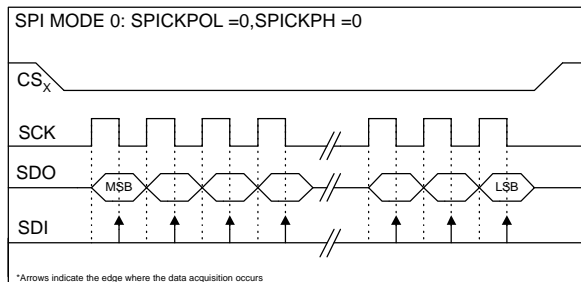 SPI MODE 0: SPICKPOL =0,SPICKPH =0
CSX
SCK
SDO
MSB
LSB
SDI
*Arrows indicate the edge where the data acquisition occurs